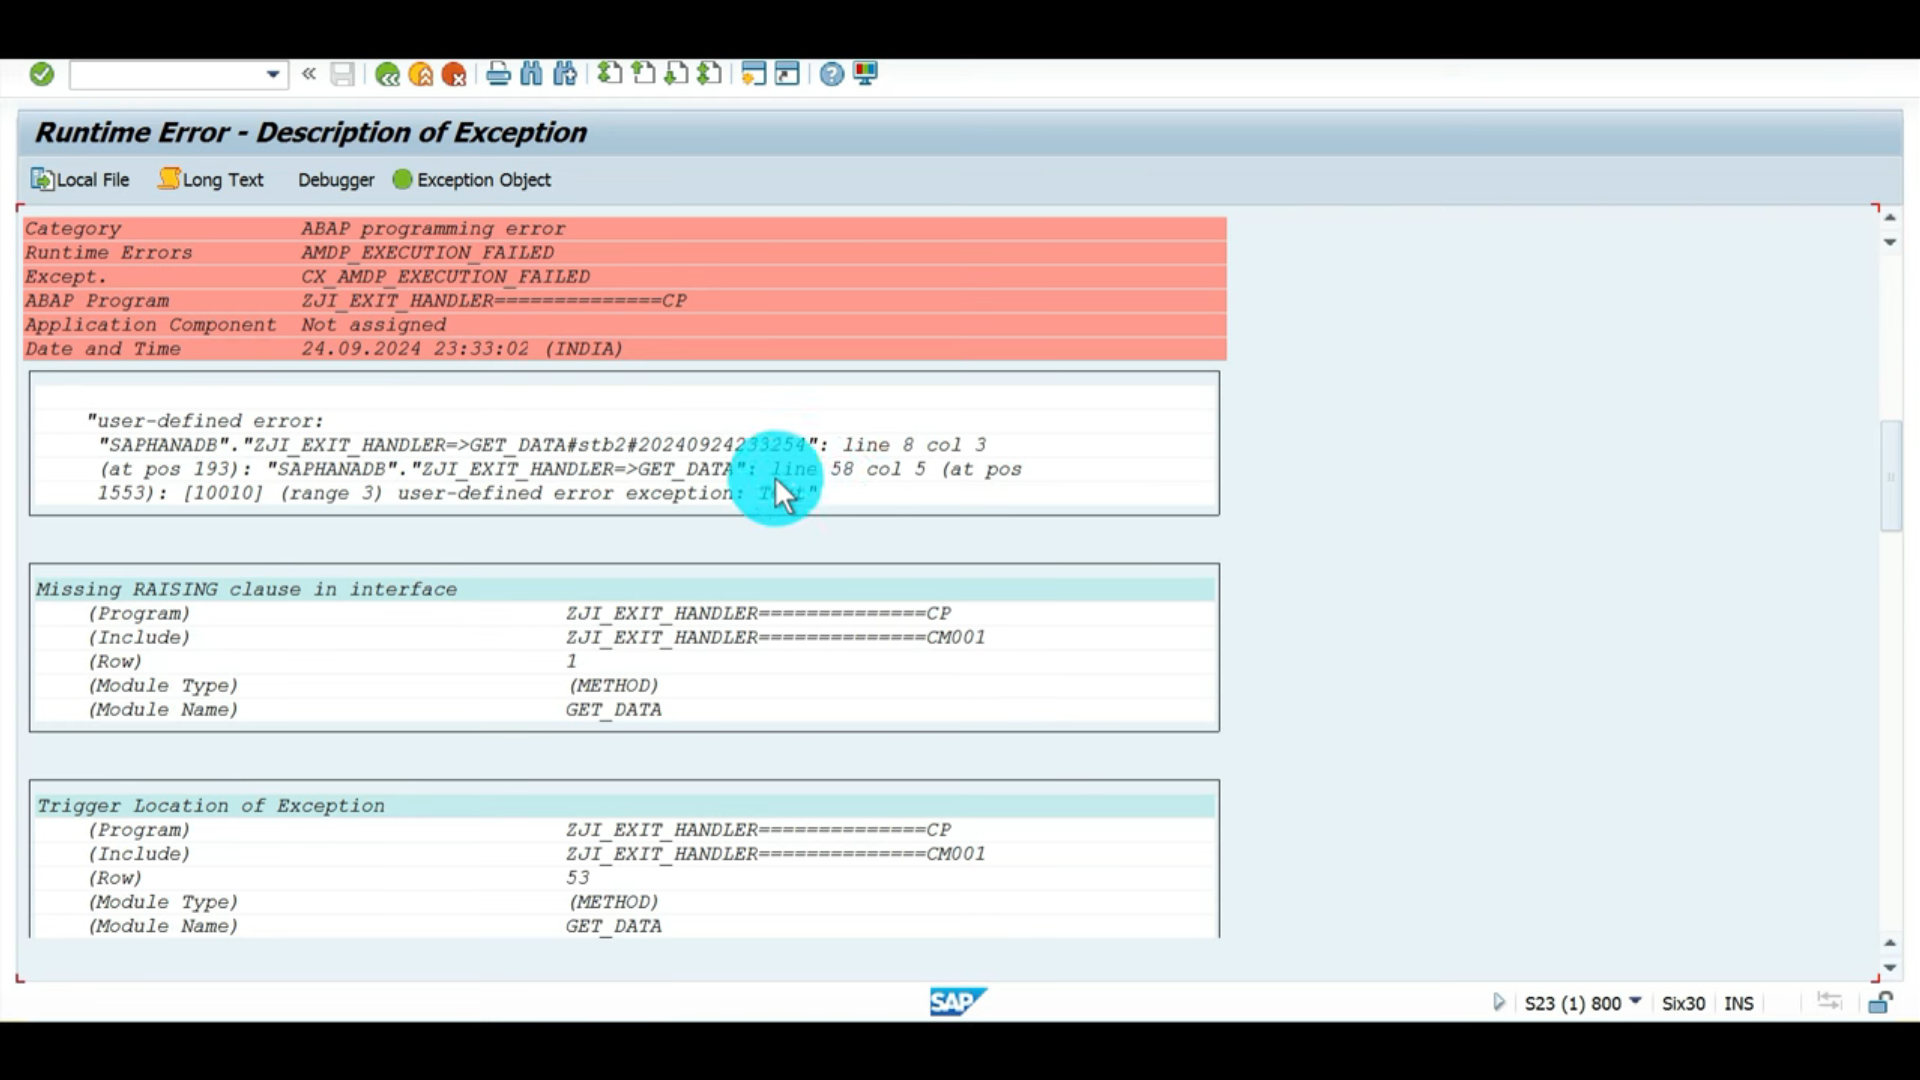 Runtime Error - Description of Exception
Local File Long Text Debugger Exception Object
Category ABAP programming error
Runtime Errors AMDP_EXECUTION_FAILED
Except. CX_AMDP_EXECUTION_FAILED
ABAP Program ZJI_EXIT_HANDLER==============CP
Application Component Not assigned
Date and Time 24.09.2024 23:33:02 (INDIA)
"user-defined error:
"SAPHANADB"."ZJI_EXIT_HANDLER=>GET_DATA#stb2#20240924233254": line 8 col 3
(at pos 193): "SAPHANADB"."ZJI_EXIT_HANDLER=>GET_DATA": line 58 col 5 (at pos
1553): [10010] (range 3) user-defined error exception:
Missing RAISING clause in interface
(Program) ZJI_EXIT_HANDLER==============CP
(Include) ZJI_EXIT_HANDLER==============CM001
(Row) 1
(Module Type) (METHOD)
(Module Name) GET_DATA
Trigger Location of Exception
(Program) ZJI_EXIT_HANDLER==============CP
(Include) ZJI_EXIT_HANDLER==============CM001
(Row) 53
(Module Type) (METHOD)
(Module Name) GET_DATA
SAP
S23 (1) 800 Six30 INS